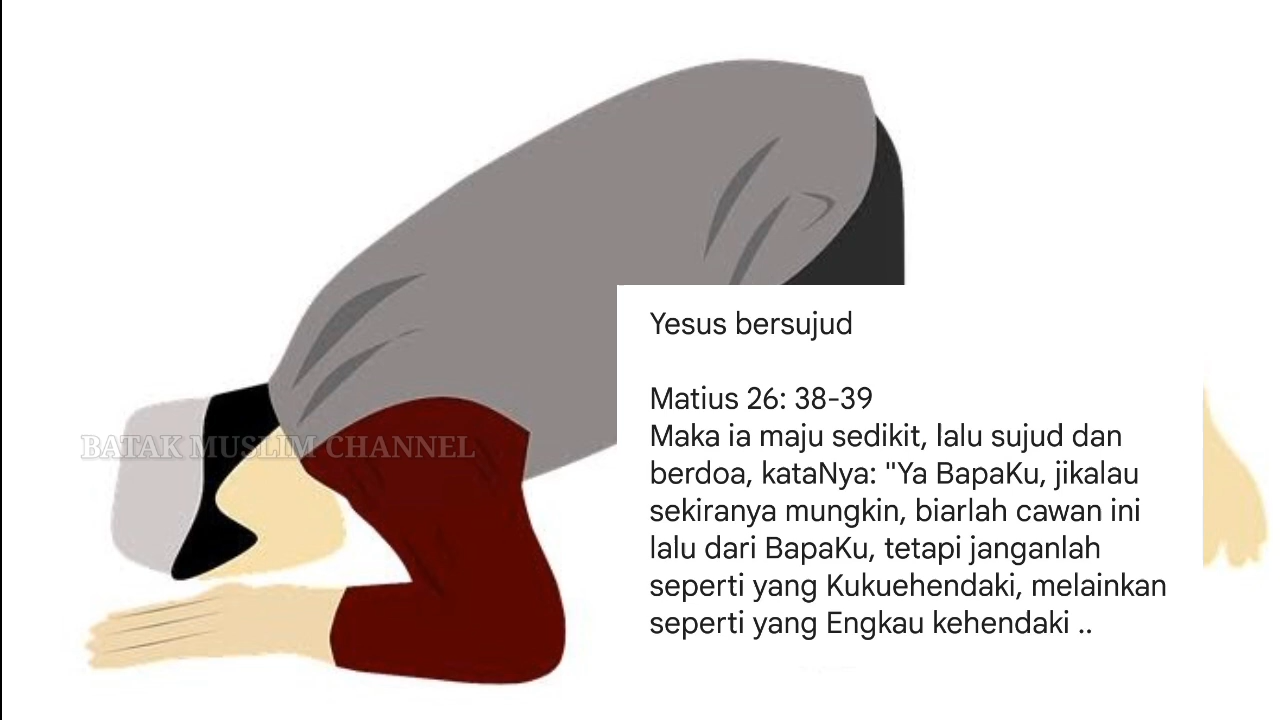 BATAK MUSLIM CHANNEL
Yesus bersujud
Matius 26: 38-39
Maka ia maju sedikit, lalu sujud dan
berdoa, kataNya: "Ya BapaKu, jikalau
sekiranya mungkin, biarlah cawan ini
lalu dari BapaKu, tetapi janganlah
seperti yang Kukuehendaki, melainkan
seperti yang Engkau kehendaki ..